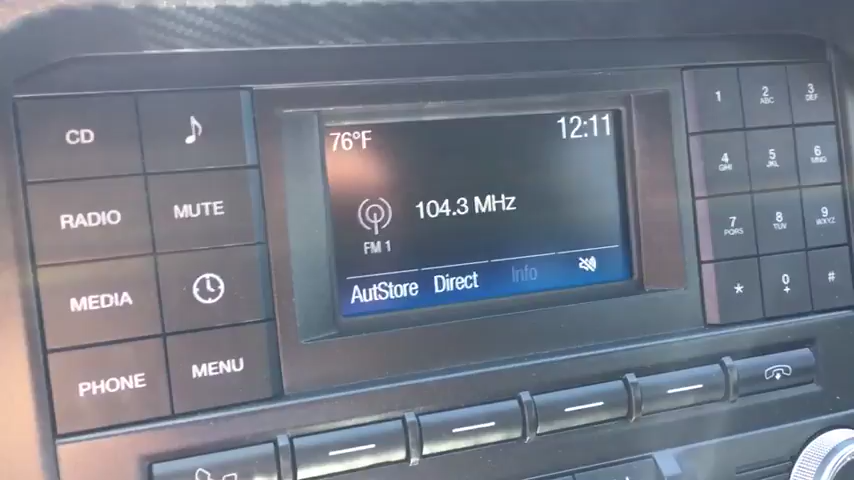 CD
RADIO
MUTE
MEDIA
PHONE
MENU
76°F
12:11
104.3 MHz
FM 1
AutStore Direct Info
1
2 ABC
3 DEF
4 GHI
5 JKL
6 MNO
7 PQRS
8 TUV
9 WXYZ
*
0 +
#